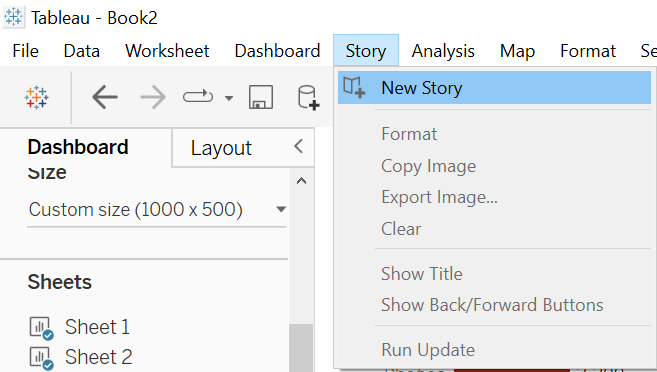 Tableau - Book2
File Data Worksheet Dashboard Story Analysis Map Format Se
New Story
Format
Copy Image
Export Image...
Clear
Show Title
Show Back/Forward Buttons
Run Update
Dashboard Layout
Size
Custom size (1000 x 500)
Sheets
Sheet 1
Sheet 2